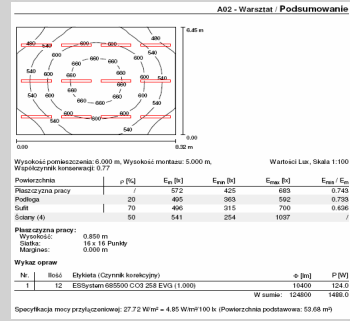 A02 - Warsztat / Podsumowanie
6.45 m
0.00
0.00
8.32 m
Wysokość pomieszczenia: 6.000 m, Wysokość montażu: 5.000 m,
Współczynnik konserwacji: 0.77
Wartości Lux, Skala 1:100
Powierzchnia ρ [%] Em [lx] Emin [lx] Emax [lx] Emin / Em
Płaszczyzna pracy / 572 425 683 0.743
Podłoga 20 495 363 592 0.733
Sufit 70 496 315 700 0.636
Ściany (4) 50 541 254 1037 /
Płaszczyzna pracy:
Wysokość: 0.850 m
Siatka: 16 x 16 Punkty
Margines: 0.000 m
Wykaz opraw
Nr. Ilość Etykieta (Czynnik korekcyjny) Φ [lm] P [W]
1 12 ESSystem 685500 CO3 258 EVG (1.000) 10400 124.0
W sumie: 124800 1488.0
Specyfikacja mocy przyłączeniowej: 27.72 W/m² = 4.85 W/m²/100 lx (Powierzchnia podstawowa: 53.68 m²)